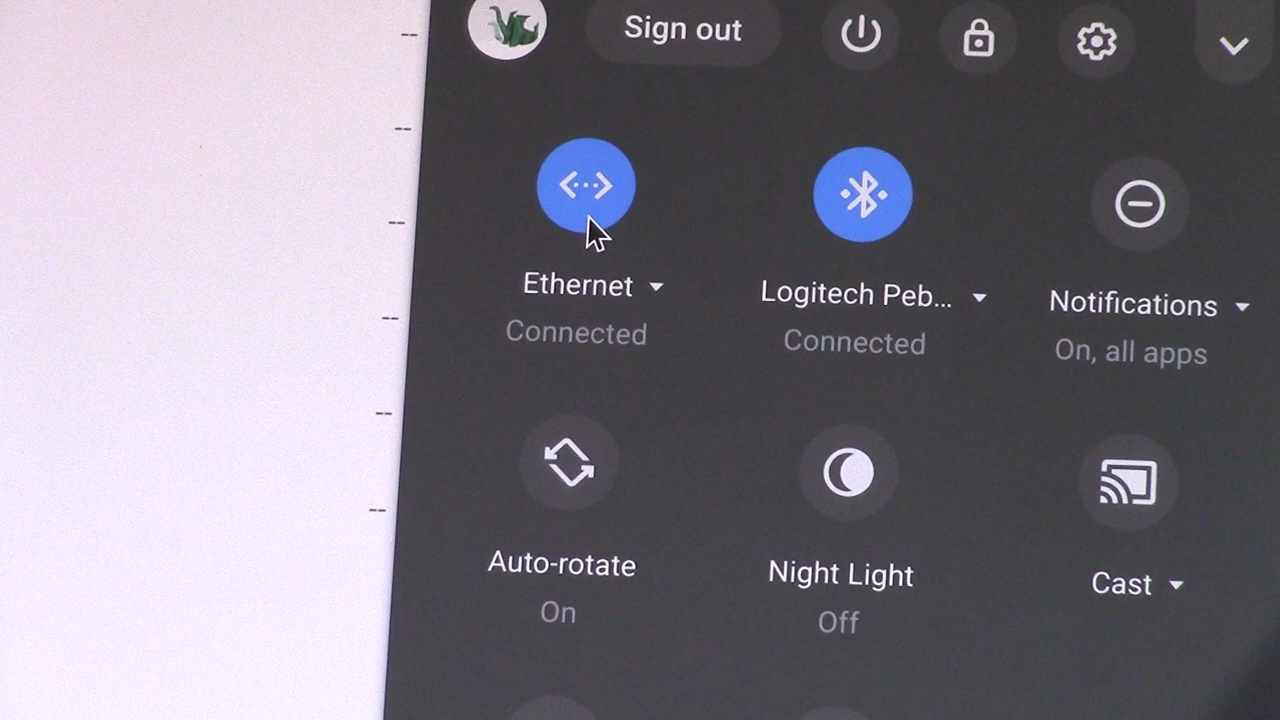 Sign out
Ethernet
Connected
Logitech Peb...
Connected
Notifications
On, all apps
Auto-rotate
On
Night Light
Off
Cast
--
--
--
--
--
--